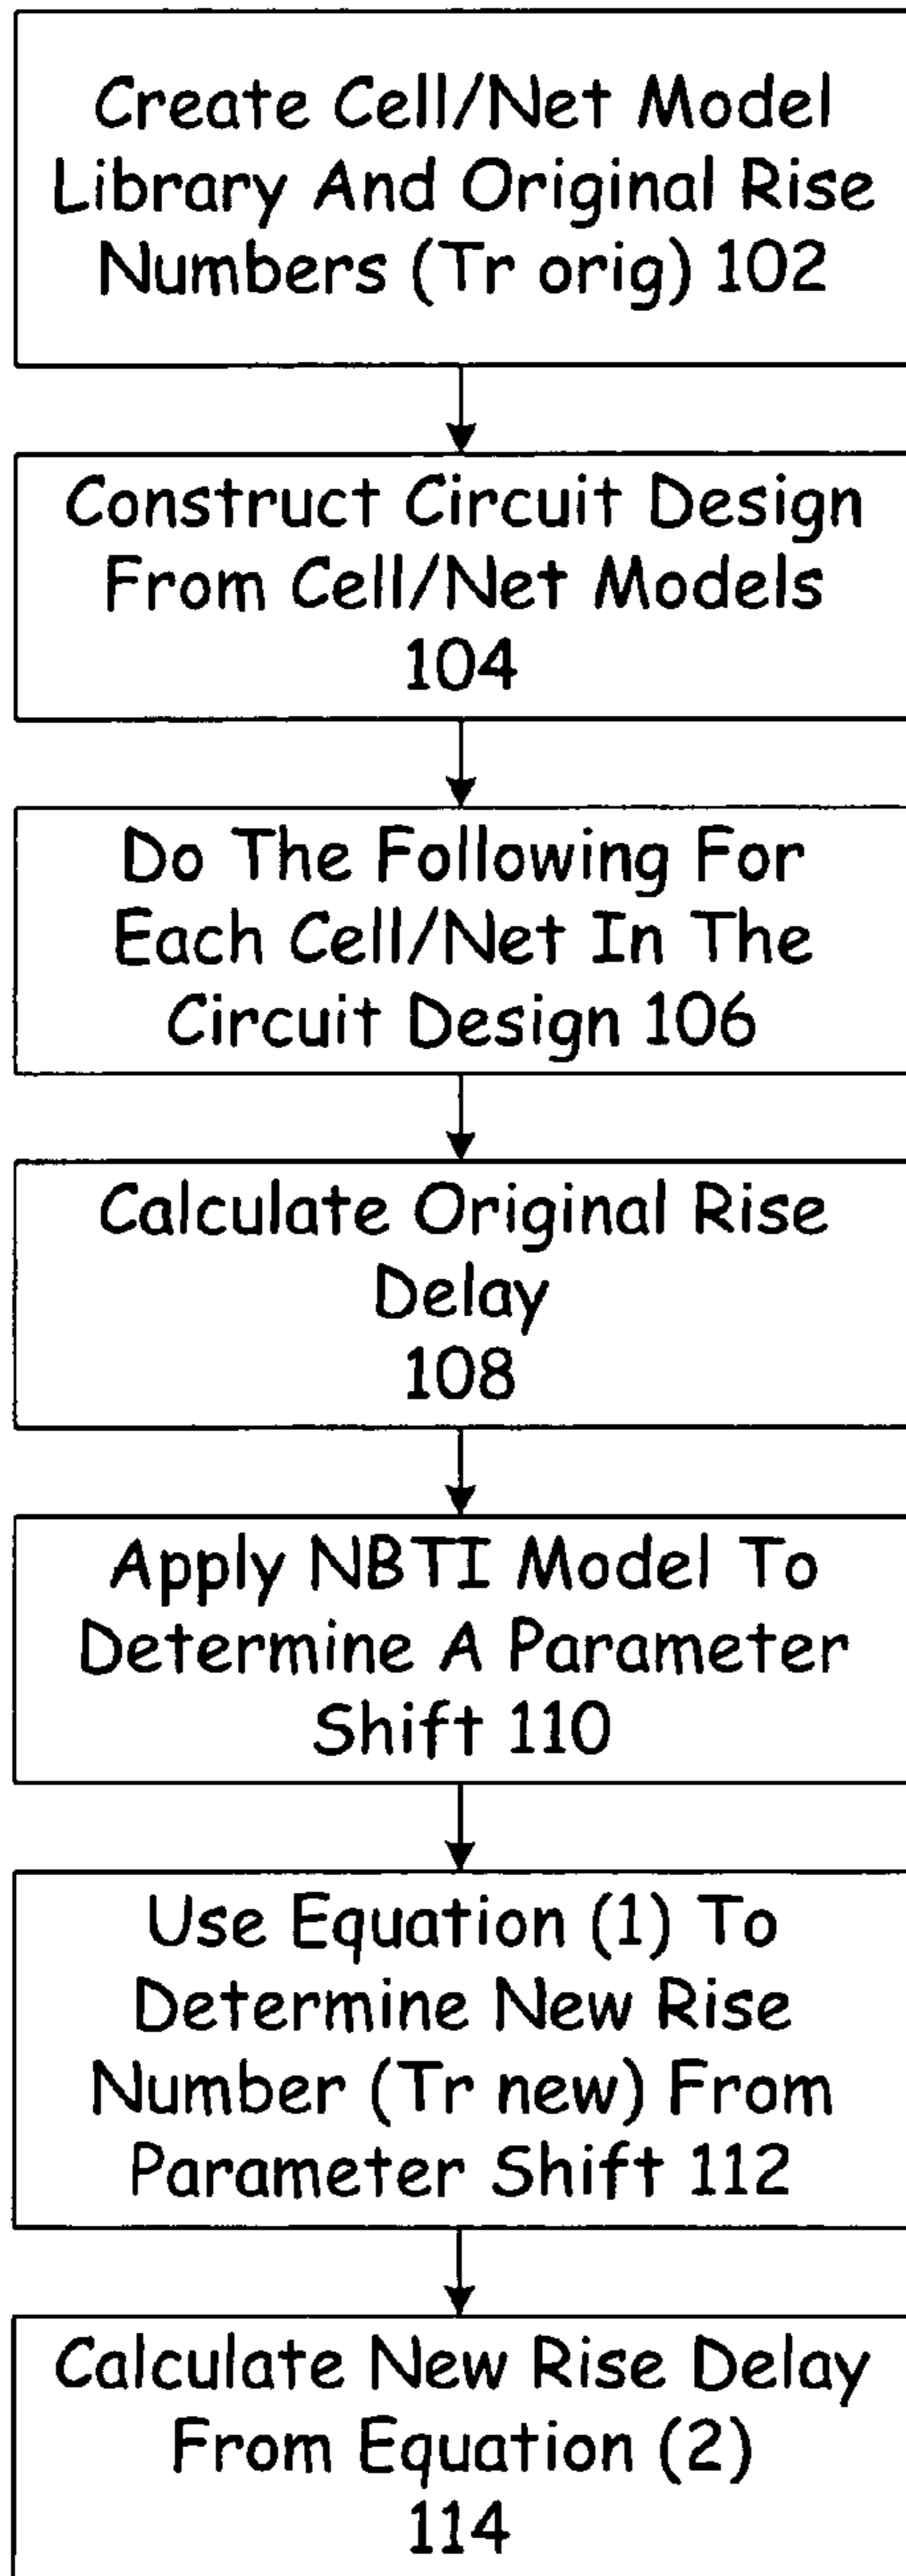 Create Cell/Net Model
Library And Original Rise
Numbers (Tr orig) 102
Construct Circuit Design
From Cell/Net Models
104
Do The Following For
Each Cell/Net In The
Circuit Design 106
Calculate Original Rise
Delay
108
Apply NBTI Model To
Determine A Parameter
Shift 110
Use Equation (1) To
Determine New Rise
Number (Tr new) From
Parameter Shift 112
Calculate New Rise Delay
From Equation (2)
114